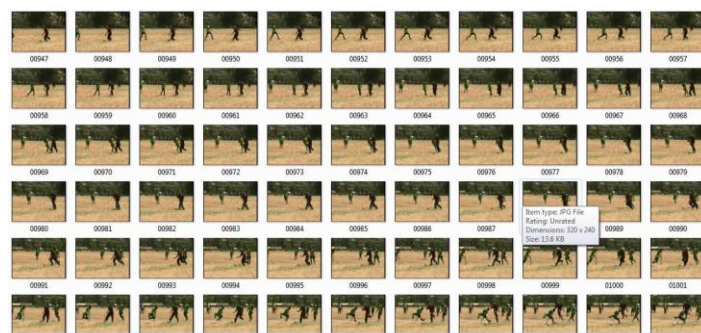 00947 00948 00949 00950 00951 00952 00953 00954 00955 00956 00957
00958 00959 00960 00961 00962 00963 00964 00965 00966 00967 00968
00969 00970 00971 00972 00973 00974 00975 00976 00977 00978 00979
00980 00981 00982 00983 00984 00985 00986 00987 00989 00990
Item type: JPG File
Rating: Unrated
Dimensions: 320 x 240
Size: 13.6 KB
00991 00992 00993 00994 00995 00996 00997 00998 00999 01000 01001